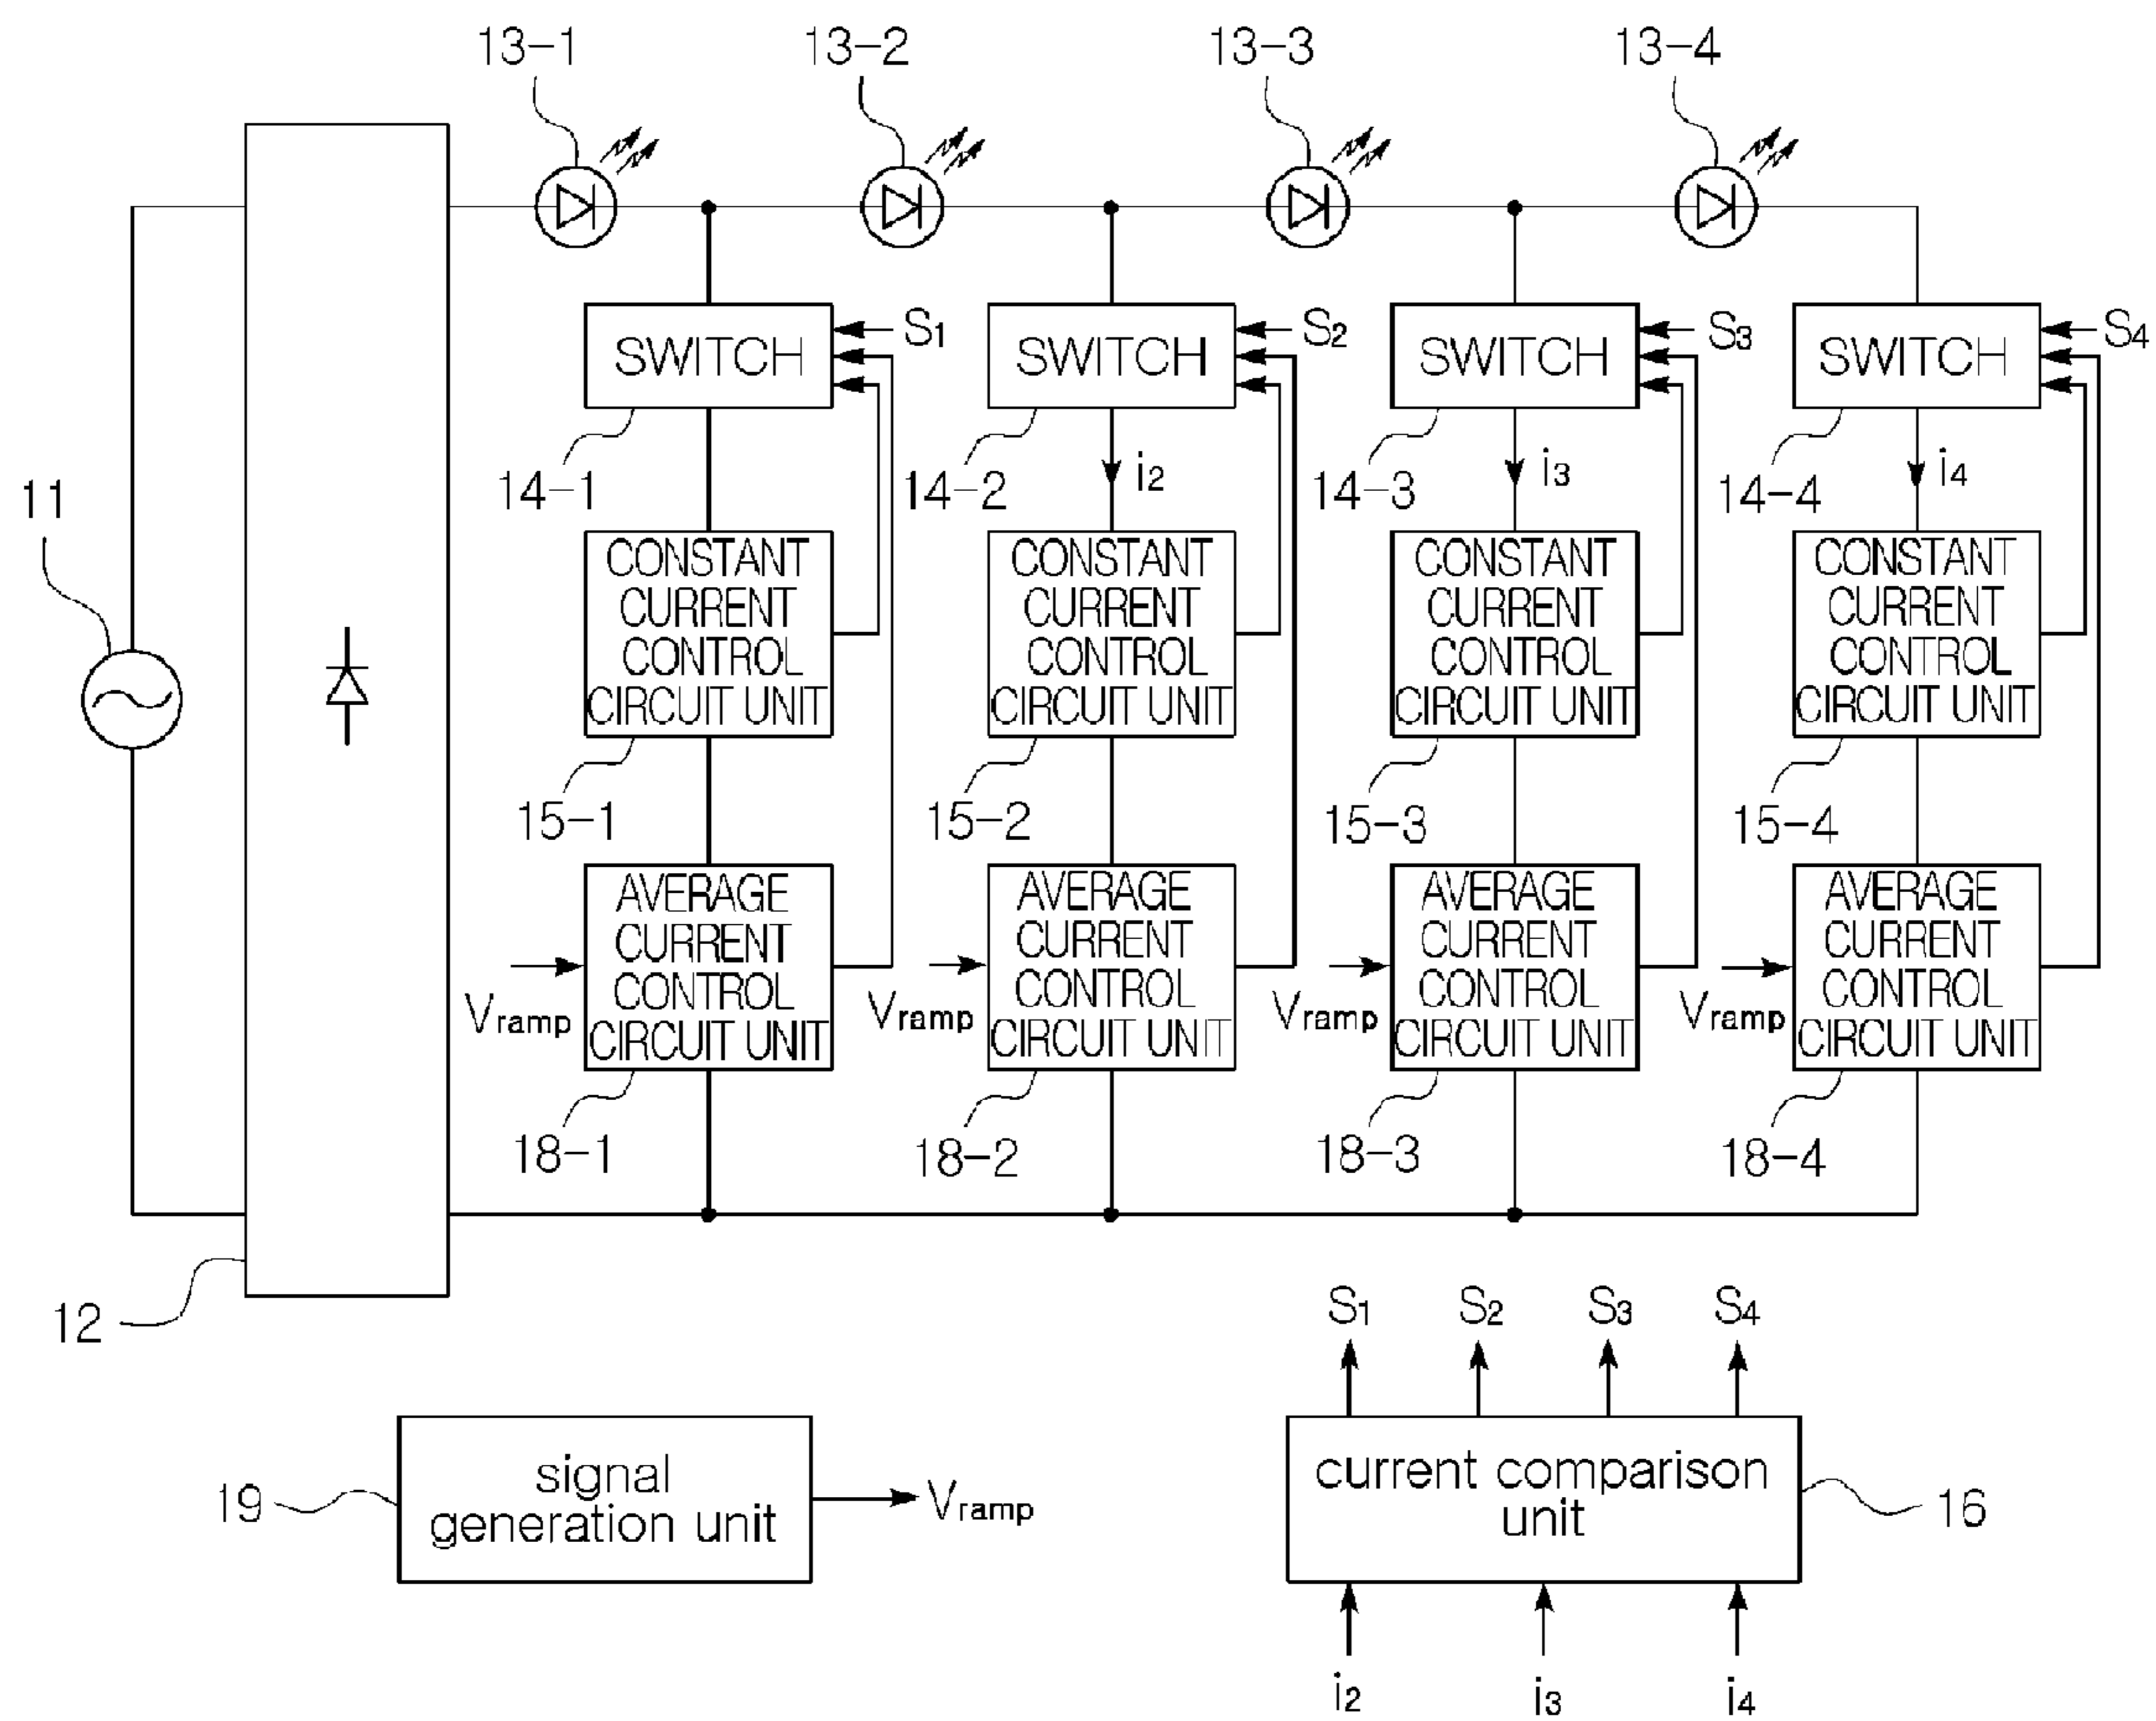 13-1
13-2
13-3
13-4
S1
S2
S3
S4
SWITCH
SWITCH
SWITCH
SWITCH
14-1
14-2
14-3
14-4
i2
i3
i4
11
CONSTANT
CURRENT
CONTROL
CIRCUIT UNIT
CONSTANT
CURRENT
CONTROL
CIRCUIT UNIT
CONSTANT
CURRENT
CONTROL
CIRCUIT UNIT
CONSTANT
CURRENT
CONTROL
CIRCUIT UNIT
15-1
15-2
15-3
15-4
AVERAGE
CURRENT
CONTROL
CIRCUIT UNIT
AVERAGE
CURRENT
CONTROL
CIRCUIT UNIT
AVERAGE
CURRENT
CONTROL
CIRCUIT UNIT
AVERAGE
CURRENT
CONTROL
CIRCUIT UNIT
Vramp
Vramp
Vramp
Vramp
18-1
18-2
18-3
18-4
12
S1
S2
S3
S4
signal
generation unit
19
Vramp
current comparison
unit
16
i2
i3
i4